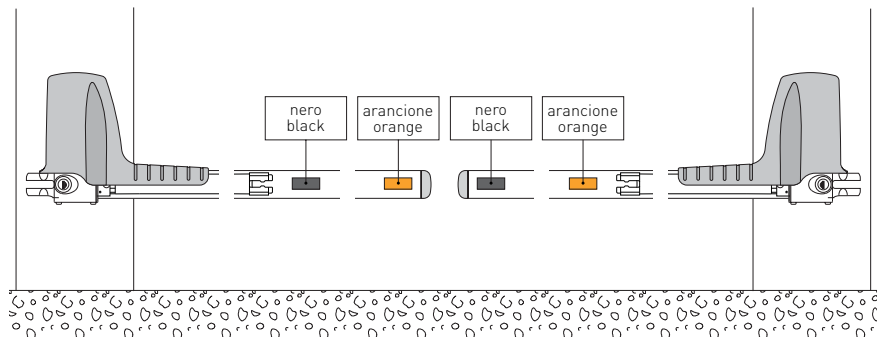 nero
black
arancione
orange
nero
black
arancione
orange